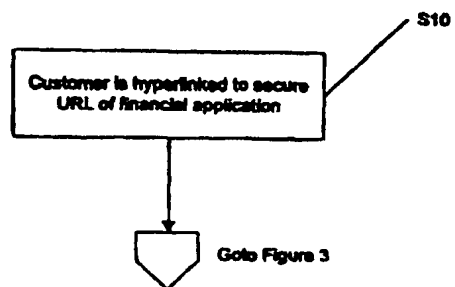 S10
Customer is hyperlinked to secure
URL of financial application
Goto Figure 3